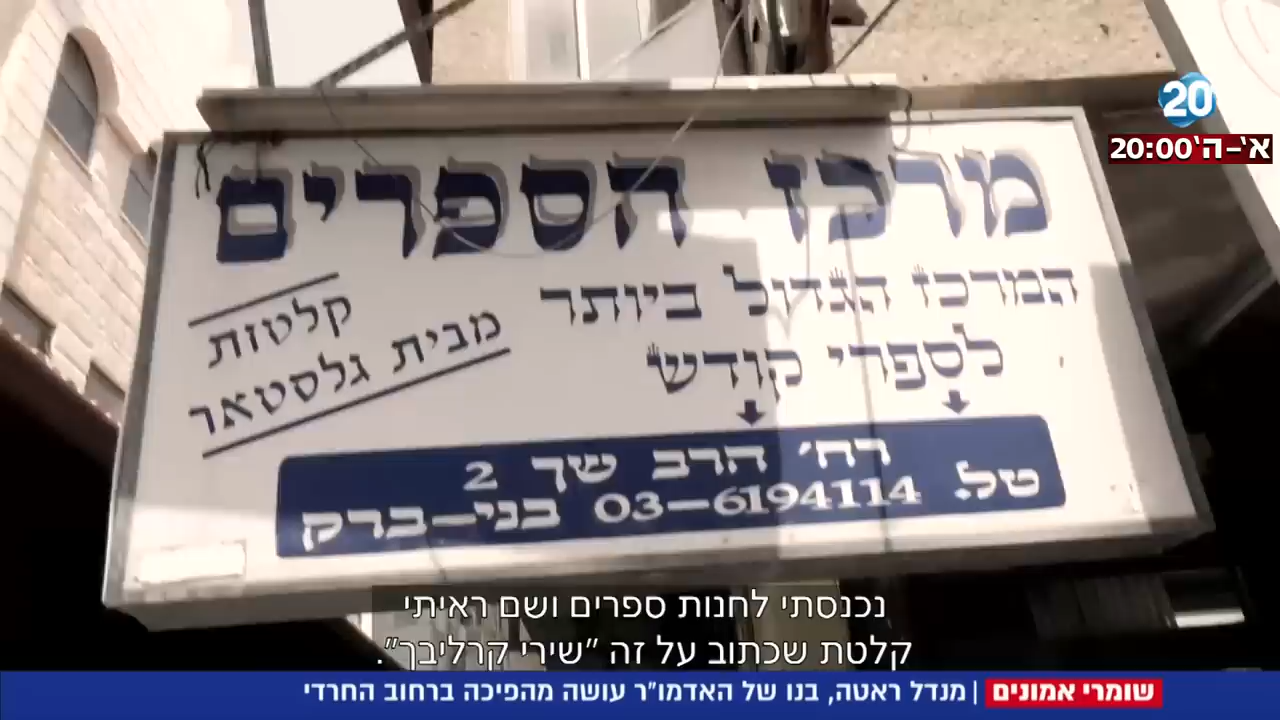 20
א'-ה' 20:00
מרכז הספרים
המרכז הגדול ביותר
לספרי קודש
קלטות
מבית גלסטאר
רח' הרב שך 2
טל. 03-6194114 בני-ברק
נכנסתי לחנות ספרים ושם ראיתי
קלטת שכתוב על זה "שירי קרליבך".
שומרי אמונים | מנדל ראטה, בנו של האדמו"ר עושה מהפיכה ברחוב החרדי